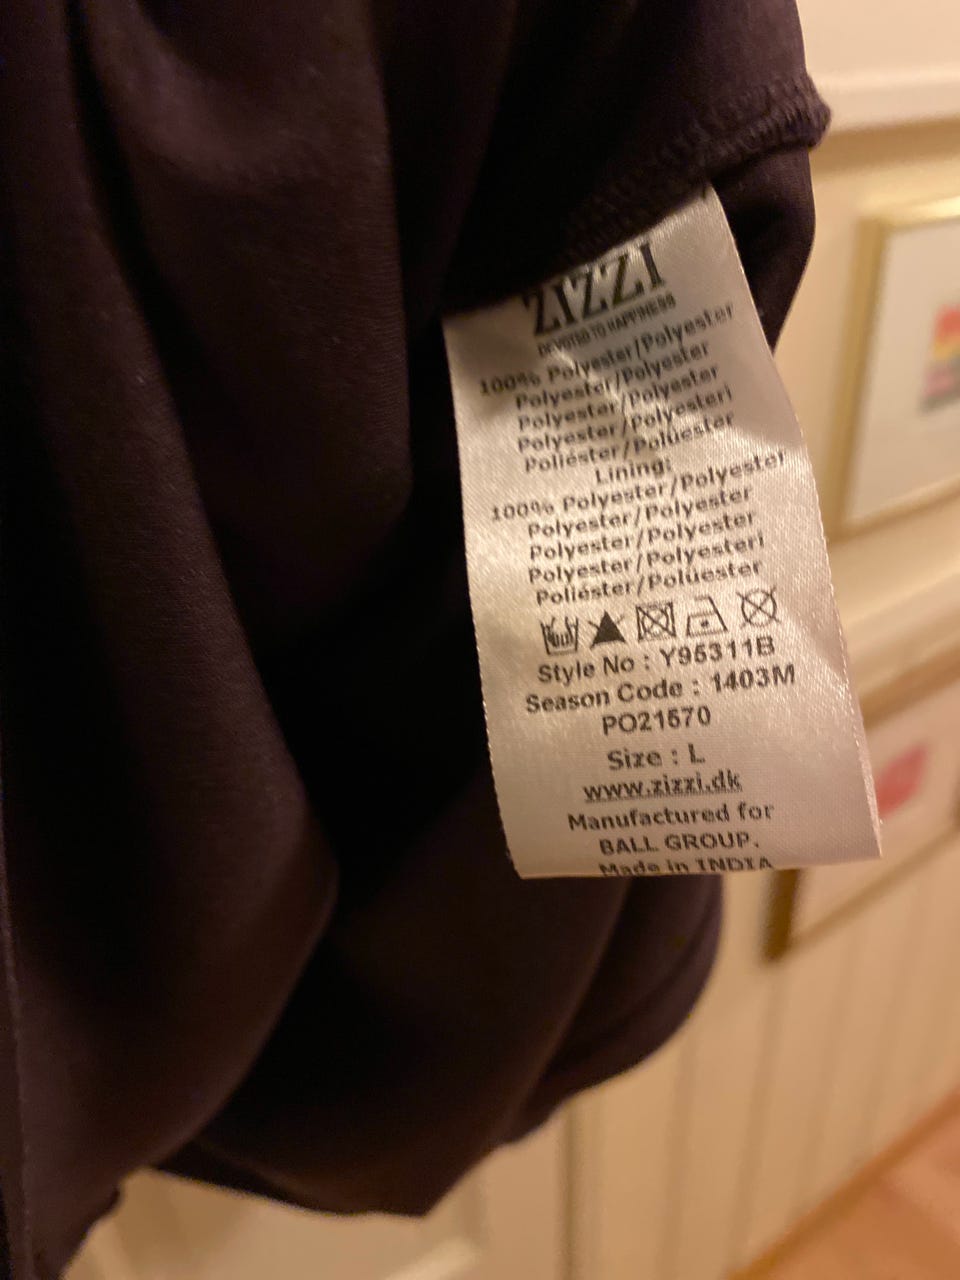 ZIZZI
DEVOTED TO HAPPINESS
100% Polyester/Polyester
Polyester/Polyester
Polyester/Polyester
Polyester/Polyesteri
Poliéster/Poliüester
Lining:
100% Polyester/Polyester
Polyester/Polyester
Polyester/Polyester
Polyester/Polyesteri
Poliéster/Poliüester
Style No : Y95311B
Season Code : 1403M
PO21570
Size : L
www.zizzi.dk
Manufactured for
BALL GROUP.
Made in INDIA